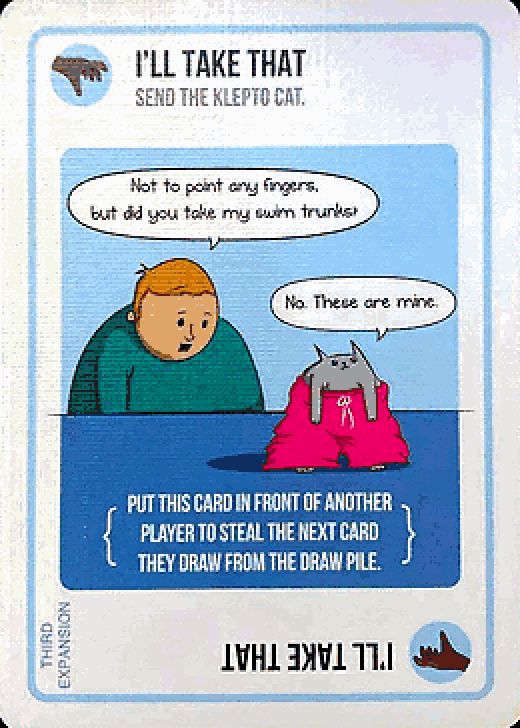 I'LL TAKE THAT
SEND THE KLEPTO CAT.
Not to point any fingers,
but did you take my swim trunks?
No. These are mine.
PUT THIS CARD IN FRONT OF ANOTHER
PLAYER TO STEAL THE NEXT CARD
THEY DRAW FROM THE DRAW PILE.
THIRD
EXPANSION
I'LL TAKE THAT